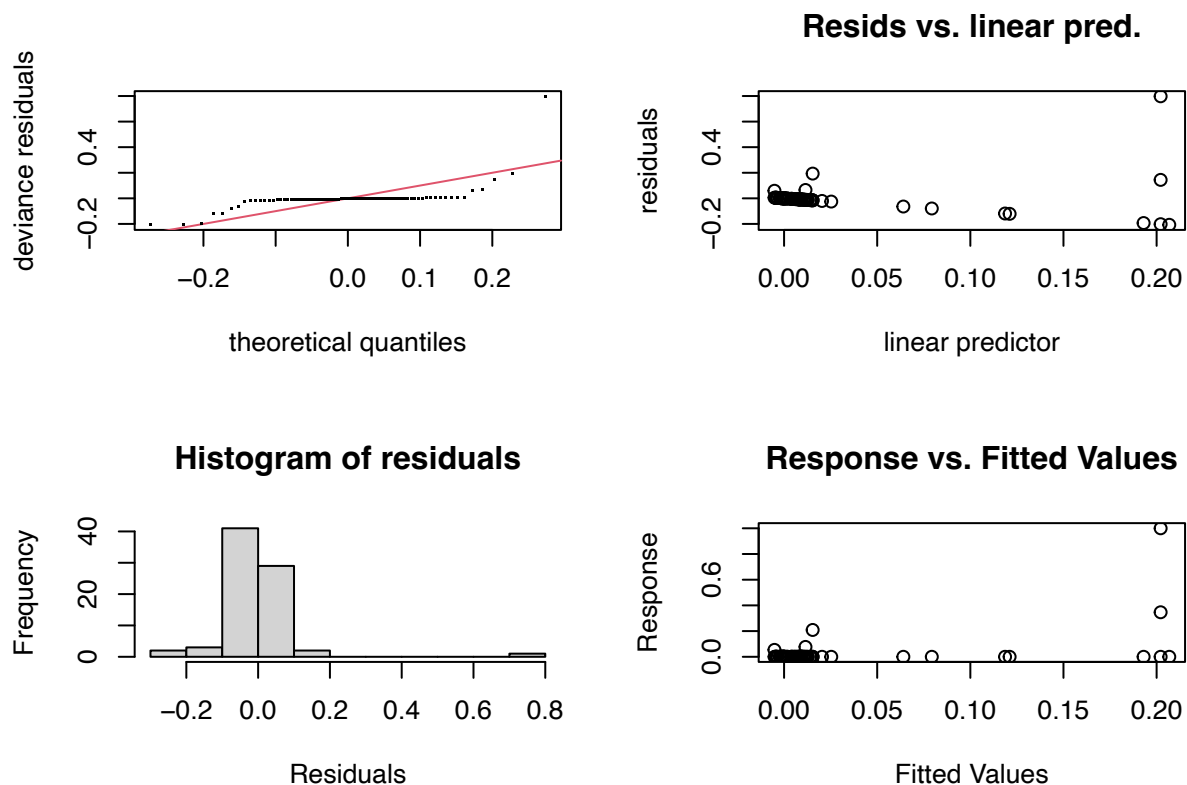 deviance residuals
−0.2 0.4
−0.2 0.0 0.1 0.2
theoretical quantiles
Resids vs. linear pred.
residuals
−0.2 0.4
0.00 0.05 0.10 0.15 0.20
linear predictor
Histogram of residuals
Frequency
0 20 40
−0.2 0.0 0.2 0.4 0.6 0.8
Residuals
Response vs. Fitted Values
Response
0.0 0.6
0.00 0.05 0.10 0.15 0.20
Fitted Values